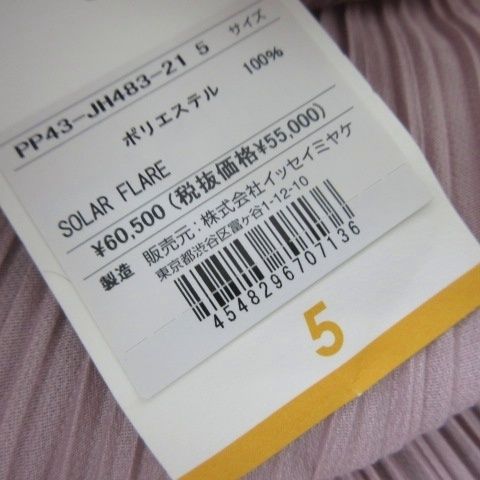 PP43-JH483-21 5 サイズ
ポリエステル 100%
SOLAR FLARE
¥60,500(税抜価格¥55,000)
製造 販売元:株式会社イッセイミヤケ
東京都渋谷区富ヶ谷1-12-10
4548296707136
5